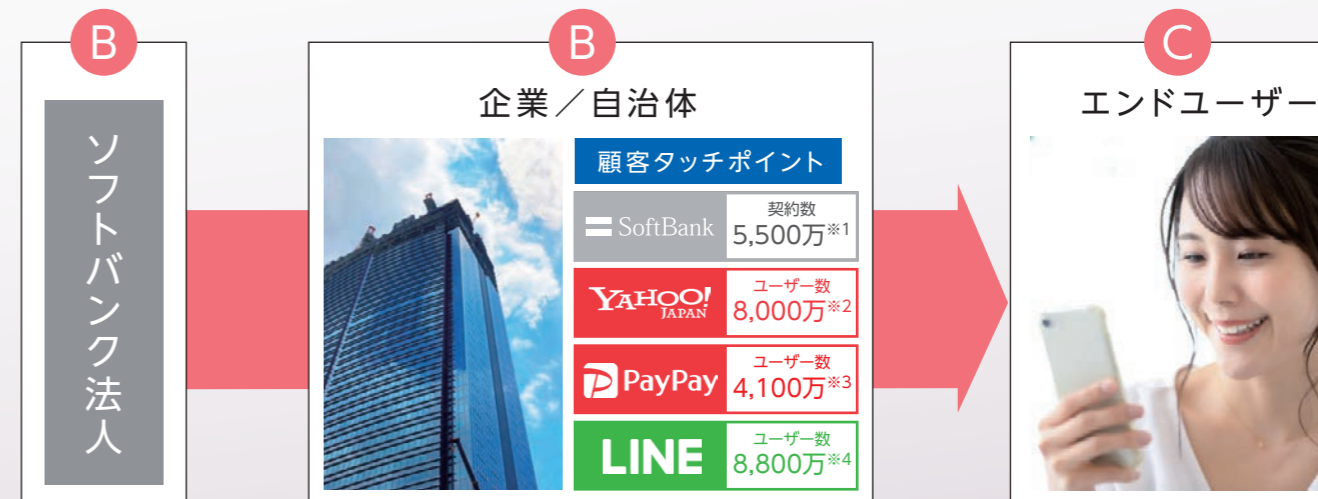 B
ソフトバンク法人
B
企業／自治体
顧客タッチポイント
SoftBank
契約数
5,500万※1
YAHOO!
JAPAN
ユーザー数
8,000万※2
PayPay
ユーザー数
4,100万※3
LINE
ユーザー数
8,800万※4
C
エンドユーザー